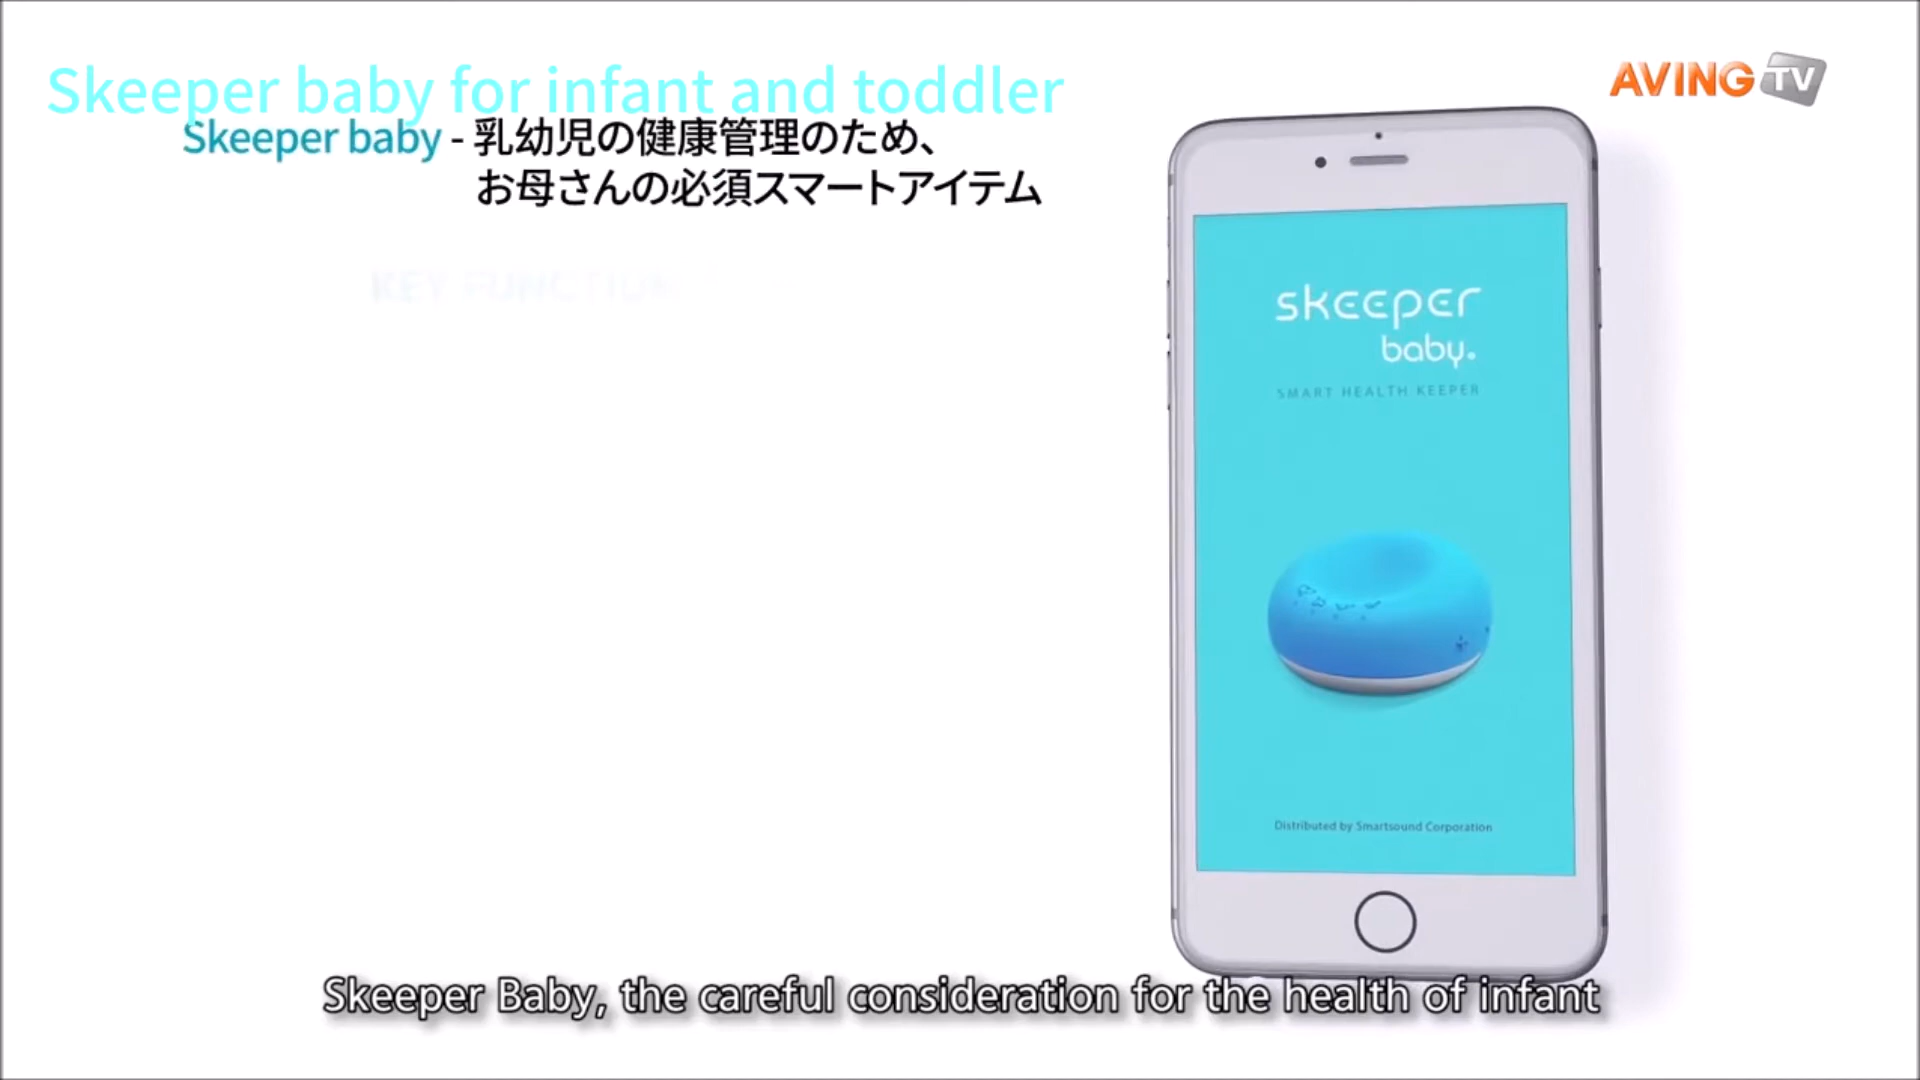 Skeeper baby for infant and toddler
AVING TV
Skeeper baby - 乳幼児の健康管理のため、
お母さんの必須スマートアイテム
KEY FUNCTION
skeeper
baby.
SMART HEALTH KEEPER
Distributed by Smartsound Corporation
Skeeper Baby, the careful consideration for the health of infant